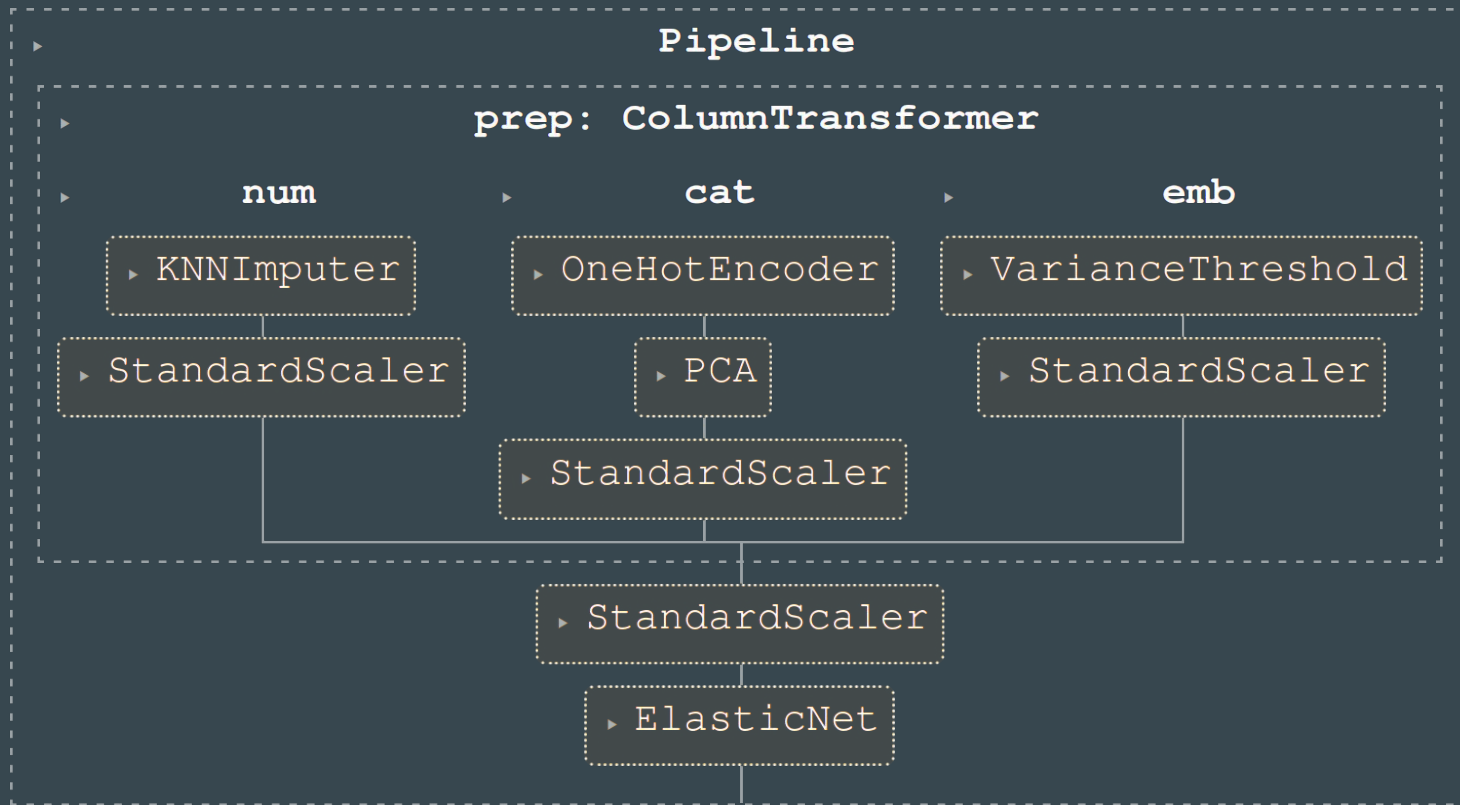 Pipeline
prep: ColumnTransformer
num
cat
emb
KNNImputer
OneHotEncoder
VarianceThreshold
StandardScaler
PCA
StandardScaler
StandardScaler
StandardScaler
ElasticNet